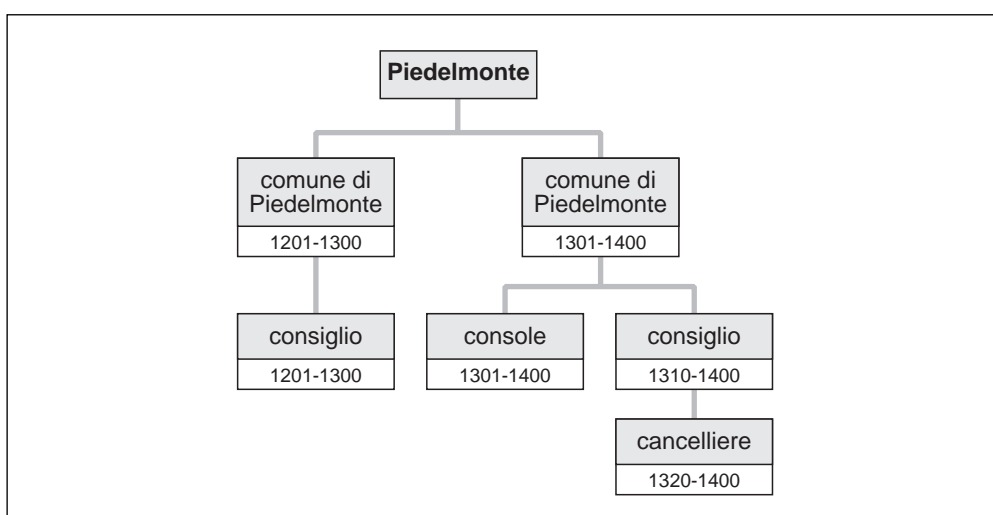 Piedelmonte
comune di
Piedelmonte
1201-1300
comune di
Piedelmonte
1301-1400
consiglio
1201-1300
console
1301-1400
consiglio
1310-1400
cancelliere
1320-1400